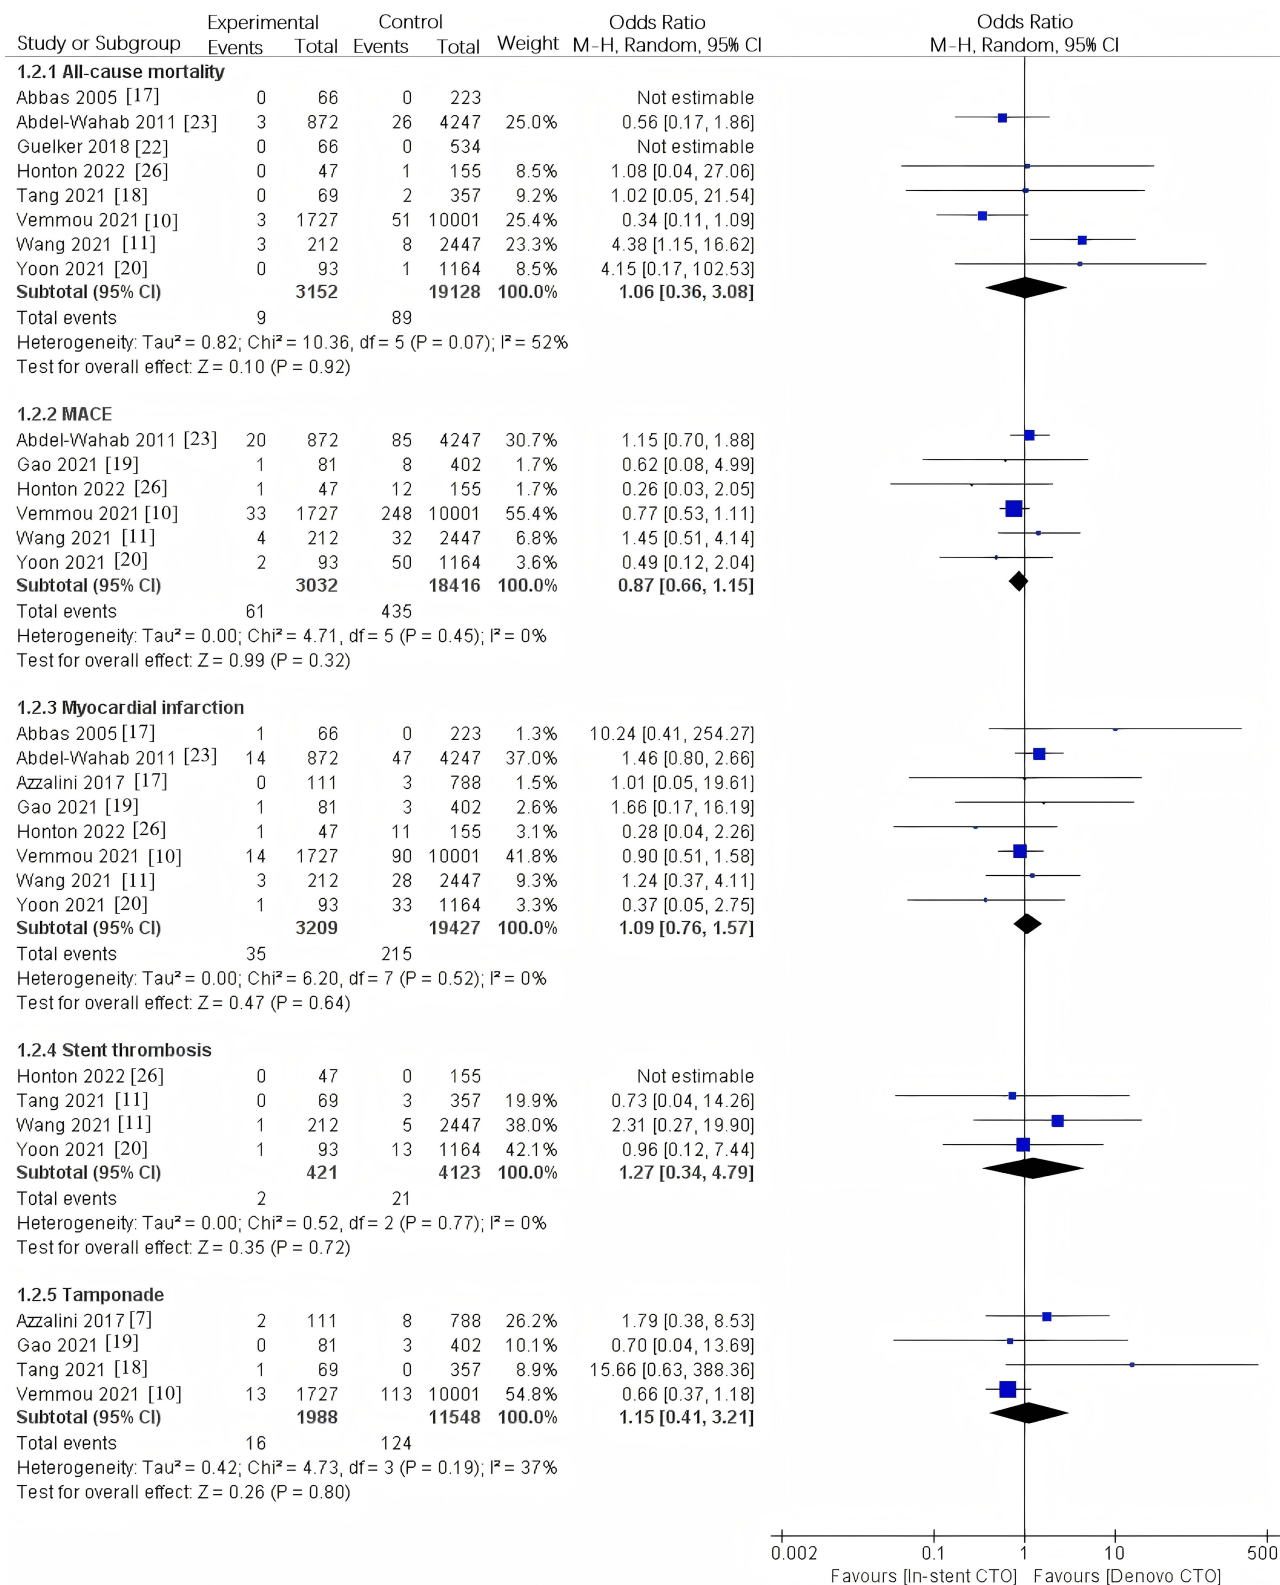 Experimental Control Odds Ratio Odds Ratio
Study or Subgroup Events Total Events Total Weight M-H, Random, 95% CI M-H, Random, 95% CI
1.2.1 All-cause mortality
Abbas 2005 [17] 0 66 0 223 Not estimable
Abdel-Wahab 2011 [23] 3 872 26 4247 25.0% 0.56 [0.17, 1.86]
Guelker 2018 [22] 0 66 0 534 Not estimable
Honton 2022 [26] 0 47 1 155 8.5% 1.08 [0.04, 27.06]
Tang 2021 [18] 0 69 2 357 9.2% 1.02 [0.05, 21.54]
Vemmou 2021 [10] 3 1727 51 10001 25.4% 0.34 [0.11, 1.09]
Wang 2021 [11] 3 212 8 2447 23.3% 4.38 [1.15, 16.62]
Yoon 2021 [20] 0 93 1 1164 8.5% 4.15 [0.17, 102.53]
Subtotal (95% CI) 3152 19128 100.0% 1.06 [0.36, 3.08]
Total events 9 89
Heterogeneity: Tau² = 0.82; Chi² = 10.36, df = 5 (P = 0.07); I² = 52%
Test for overall effect: Z = 0.10 (P = 0.92)
1.2.2 MACE
Abdel-Wahab 2011 [23] 20 872 85 4247 30.7% 1.15 [0.70, 1.88]
Gao 2021 [19] 1 81 8 402 1.7% 0.62 [0.08, 4.99]
Honton 2022 [26] 1 47 12 155 1.7% 0.26 [0.03, 2.05]
Vemmou 2021 [10] 33 1727 248 10001 55.4% 0.77 [0.53, 1.11]
Wang 2021 [11] 4 212 32 2447 6.8% 1.45 [0.51, 4.14]
Yoon 2021 [20] 2 93 50 1164 3.6% 0.49 [0.12, 2.04]
Subtotal (95% CI) 3032 18416 100.0% 0.87 [0.66, 1.15]
Total events 61 435
Heterogeneity: Tau² = 0.00; Chi² = 4.71, df = 5 (P = 0.45); I² = 0%
Test for overall effect: Z = 0.99 (P = 0.32)
1.2.3 Myocardial infarction
Abbas 2005 [17] 1 66 0 223 1.3% 10.24 [0.41, 254.27]
Abdel-Wahab 2011 [23] 14 872 47 4247 37.0% 1.46 [0.80, 2.66]
Azzalini 2017 [17] 0 111 3 788 1.5% 1.01 [0.05, 19.61]
Gao 2021 [19] 1 81 3 402 2.6% 1.66 [0.17, 16.19]
Honton 2022 [26] 1 47 11 155 3.1% 0.28 [0.04, 2.26]
Vemmou 2021 [10] 14 1727 90 10001 41.8% 0.90 [0.51, 1.58]
Wang 2021 [11] 3 212 28 2447 9.3% 1.24 [0.37, 4.11]
Yoon 2021 [20] 1 93 33 1164 3.3% 0.37 [0.05, 2.75]
Subtotal (95% CI) 3209 19427 100.0% 1.09 [0.76, 1.57]
Total events 35 215
Heterogeneity: Tau² = 0.00; Chi² = 6.20, df = 7 (P = 0.52); I² = 0%
Test for overall effect: Z = 0.47 (P = 0.64)
1.2.4 Stent thrombosis
Honton 2022 [26] 0 47 0 155 Not estimable
Tang 2021 [11] 0 69 3 357 19.9% 0.73 [0.04, 14.26]
Wang 2021 [11] 1 212 5 2447 38.0% 2.31 [0.27, 19.90]
Yoon 2021 [20] 1 93 13 1164 42.1% 0.96 [0.12, 7.44]
Subtotal (95% CI) 421 4123 100.0% 1.27 [0.34, 4.79]
Total events 2 21
Heterogeneity: Tau² = 0.00; Chi² = 0.52, df = 2 (P = 0.77); I² = 0%
Test for overall effect: Z = 0.35 (P = 0.72)
1.2.5 Tamponade
Azzalini 2017 [7] 2 111 8 788 26.2% 1.79 [0.38, 8.53]
Gao 2021 [19] 0 81 3 402 10.1% 0.70 [0.04, 13.69]
Tang 2021 [18] 1 69 0 357 8.9% 15.66 [0.63, 388.36]
Vemmou 2021 [10] 13 1727 113 10001 54.8% 0.66 [0.37, 1.18]
Subtotal (95% CI) 1988 11548 100.0% 1.15 [0.41, 3.21]
Total events 16 124
Heterogeneity: Tau² = 0.42; Chi² = 4.73, df = 3 (P = 0.19); I² = 37%
Test for overall effect: Z = 0.26 (P = 0.80)
0.002 0.1 1 10 500
Favours [In-stent CTO] Favours [Denovo CTO]